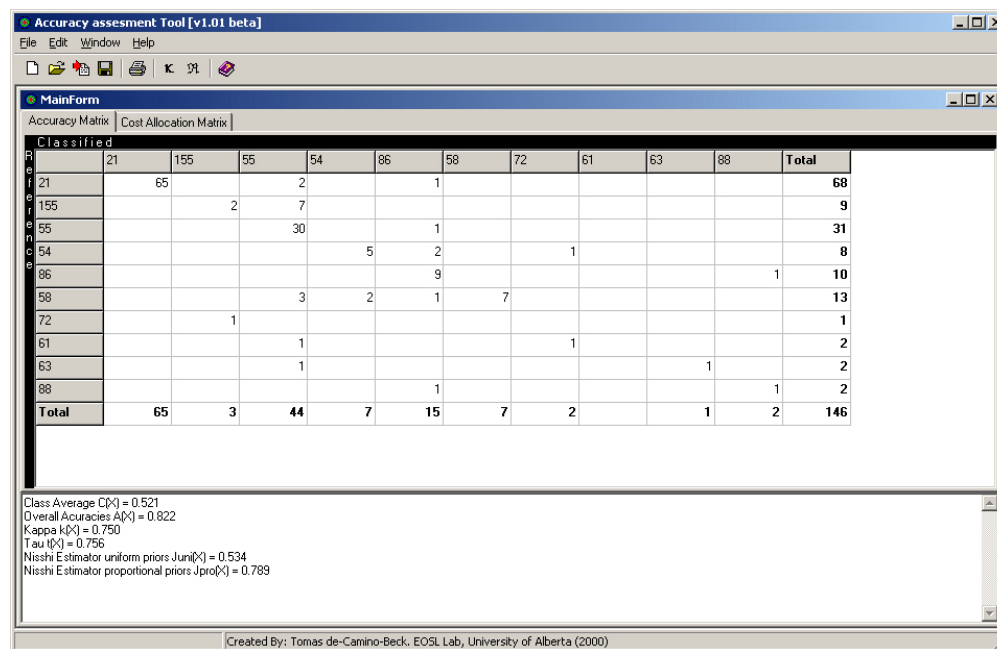 Accuracy assesment Tool [v1.01 beta]
File Edit Window Help
K ℜ
MainForm
Accuracy Matrix Cost Allocation Matrix
Classified
Reference
21 155 55 54 86 58 72 61 63 88 Total
21 65 2 1 68
155 2 7 9
55 30 1 31
54 5 2 1 8
86 9 1 10
58 3 2 1 7 13
72 1 1
61 1 1 2
63 1 1 2
88 1 1 2
Total 65 3 44 7 15 7 2 1 2 146
Class Average C(X) = 0.521
Overall Acuracies A(X) = 0.822
Kappa k(X) = 0.750
Tau t(X) = 0.756
Nisshi Estimator uniform priors Juni(X) = 0.534
Nisshi Estimator proportional priors Jpro(X) = 0.789
Created By: Tomas de-Camino-Beck. EOSL Lab, University of Alberta (2000)